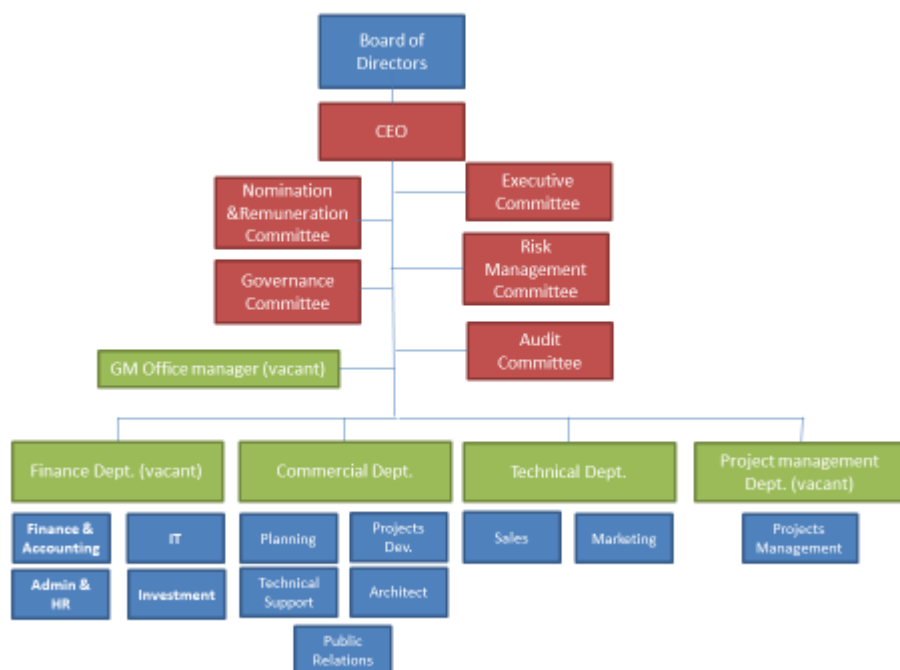 Board of
Directors
CEO
Nomination
&Remuneration
Committee
Executive
Committee
Governance
Committee
Risk
Management
Committee
Audit
Committee
GM Office manager (vacant)
Finance Dept. (vacant)
Commercial Dept.
Technical Dept.
Project management
Dept. (vacant)
Finance &
Accounting
IT
Planning
Projects
Dev.
Sales
Marketing
Projects
Management
Admin &
HR
Investment
Technical
Support
Architect
Public
Relations